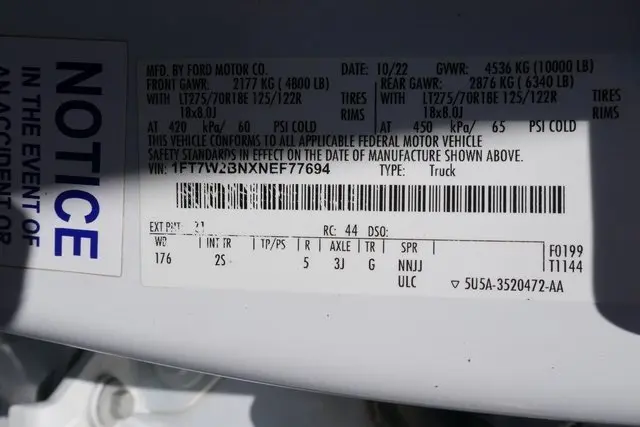 NOTICE
IN THE EVENT OF
AN ACCIDENT OR
MFD. BY FORD MOTOR CO. DATE: 10/22 GVWR: 4536 KG (10000 LB)
FRONT GAWR: 2177 KG (4800 LB) REAR GAWR: 2876 KG (6340 LB)
WITH LT275/70R18E 125/122R TIRES WITH LT275/70R18E 125/122R TIRES
18x8.0J RIMS 18x8.0J RIMS
AT 420 kPa/ 60 PSI COLD AT 450 kPa/ 65 PSI COLD
THIS VEHICLE CONFORMS TO ALL APPLICABLE FEDERAL MOTOR VEHICLE
SAFETY STANDARDS IN EFFECT ON THE DATE OF MANUFACTURE SHOWN ABOVE.
VIN: 1FT7W2BNXNEF77694 TYPE: Truck
EXT PNT: RC: 44 DSO:
WB INT TR TP/PS R AXLE TR SPR F0199
176 2S 5 3J G NNJJ T1144
ULC ▽ 5U5A-3520472-AA